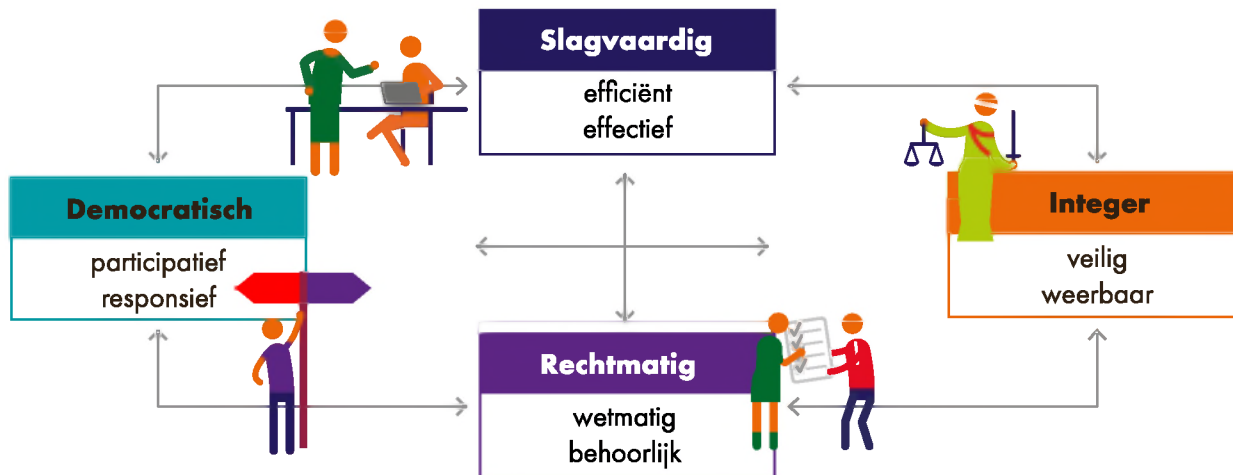 Slagvaardig
efficiënt
effectief
Democratisch
participatief
responsief
Integer
veilig
weerbaar
Rechtmatig
wetmatig
behoorlijk